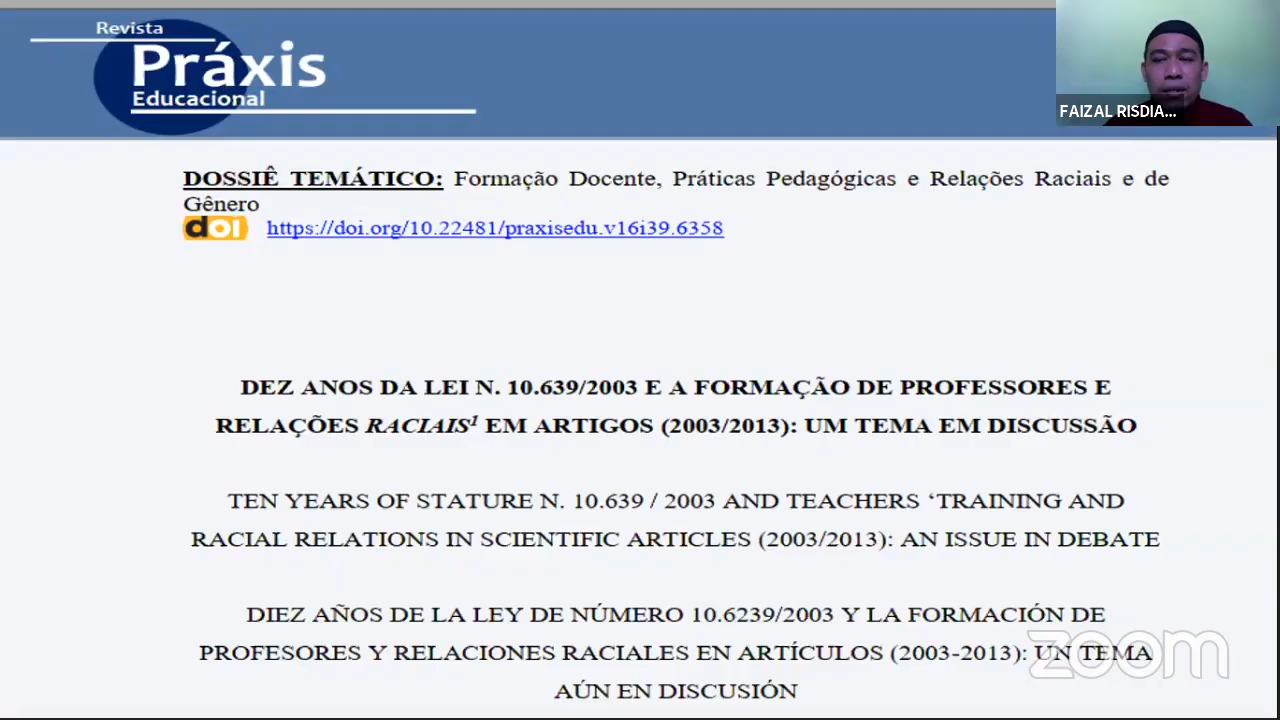 Revista
Práxis
Educacional
FAIZAL RISDIA...
DOSSIÊ TEMÁTICO: Formação Docente, Práticas Pedagógicas e Relações Raciais e de
Gênero
doi https://doi.org/10.22481/praxisedu.v16i39.6358
DEZ ANOS DA LEI N. 10.639/2003 E A FORMAÇÃO DE PROFESSORES E
RELAÇÕES RACIAIS¹ EM ARTIGOS (2003/2013): UM TEMA EM DISCUSSÃO
TEN YEARS OF STATURE N. 10.639 / 2003 AND TEACHERS ‘TRAINING AND
RACIAL RELATIONS IN SCIENTIFIC ARTICLES (2003/2013): AN ISSUE IN DEBATE
DIEZ AÑOS DE LA LEY DE NÚMERO 10.6239/2003 Y LA FORMACIÓN DE
PROFESORES Y RELACIONES RACIALES EN ARTÍCULOS (2003-2013): UN TEMA
AÚN EN DISCUSIÓN
zoom